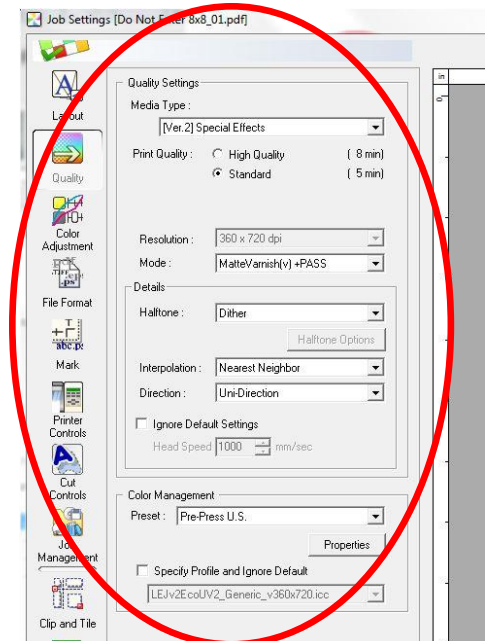 Job Settings [Do Not Enter 8x8_01.pdf]
in
0
Layout
Quality
Color
Adjustment
File Format
Mark
Printer
Controls
Cut
Controls
Job
Management
Clip and Tile
Quality Settings
Media Type :
[Ver.2] Special Effects
Print Quality : High Quality ( 8 min)
Standard ( 5 min)
Resolution : 360 x 720 dpi
Mode : MatteVarnish(v) +PASS
Details
Halftone : Dither
Halftone Options
Interpolation : Nearest Neighbor
Direction : Uni-Direction
Ignore Default Settings
Head Speed 1000 mm/sec
Color Management
Preset : Pre-Press U.S.
Properties
Specify Profile and Ignore Default
LEJv2EcoUV2_Generic_v360x720.icc